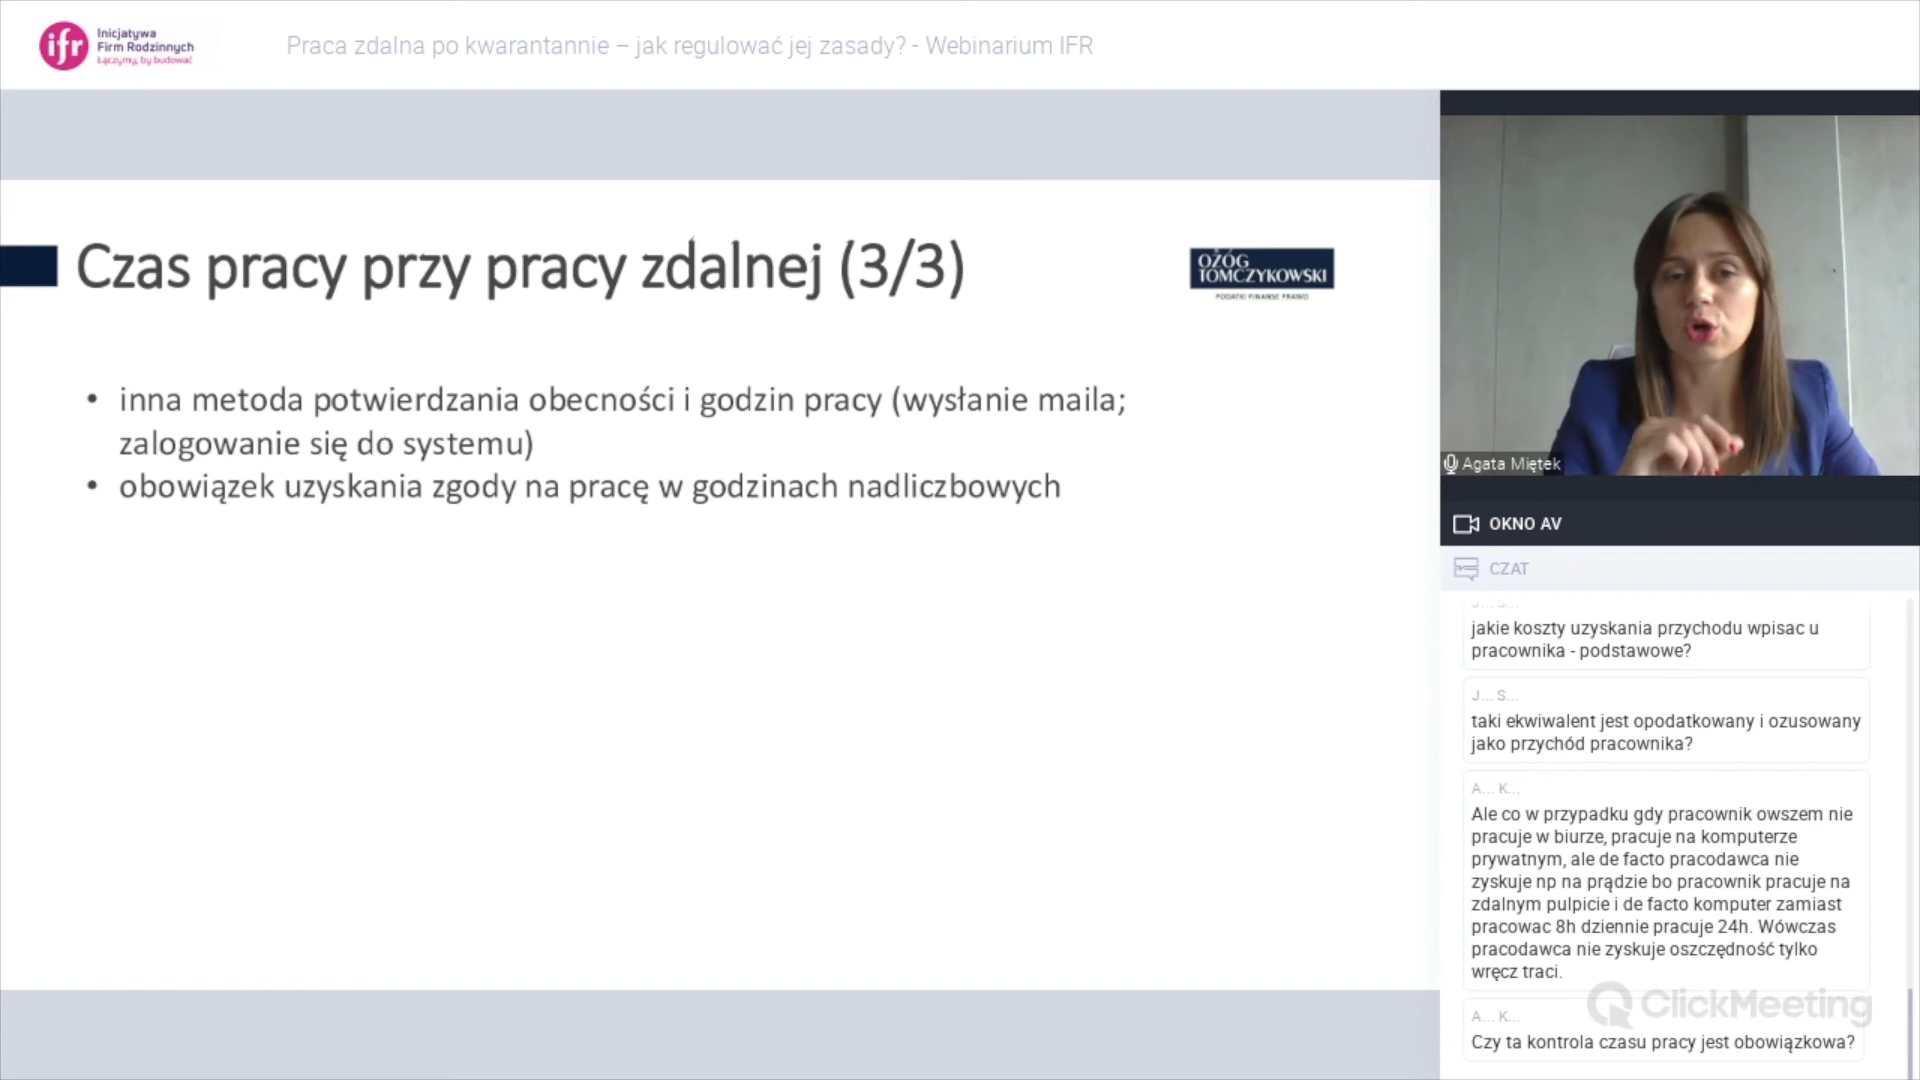 ifr Inicjatywa
Firm Rodzinnych
Łączymy, by budować
Praca zdalna po kwarantannie – jak regulować jej zasady? - Webinarium IFR
Czas pracy przy pracy zdalnej (3/3)
OŻÓG
TOMCZYKOWSKI
PODATKI FINANSE PRAWO
• inna metoda potwierdzania obecności i godzin pracy (wysłanie maila;
zalogowanie się do systemu)
• obowiązek uzyskania zgody na pracę w godzinach nadliczbowych
Agata Miętek
OKNO AV
CZAT
J... S...
jakie koszty uzyskania przychodu wpisac u
pracownika - podstawowe?
J... S...
taki ekwiwalent jest opodatkowany i ozusowany
jako przychód pracownika?
A... K...
Ale co w przypadku gdy pracownik owszem nie
pracuje w biurze, pracuje na komputerze
prywatnym, ale de facto pracodawca nie
zyskuje np na prądzie bo pracownik pracuje na
zdalnym pulpicie i de facto komputer zamiast
pracowac 8h dziennie pracuje 24h. Wówczas
pracodawca nie zyskuje oszczędność tylko
wręcz traci.
ClickMeeting
A... K...
Czy ta kontrola czasu pracy jest obowiązkowa?